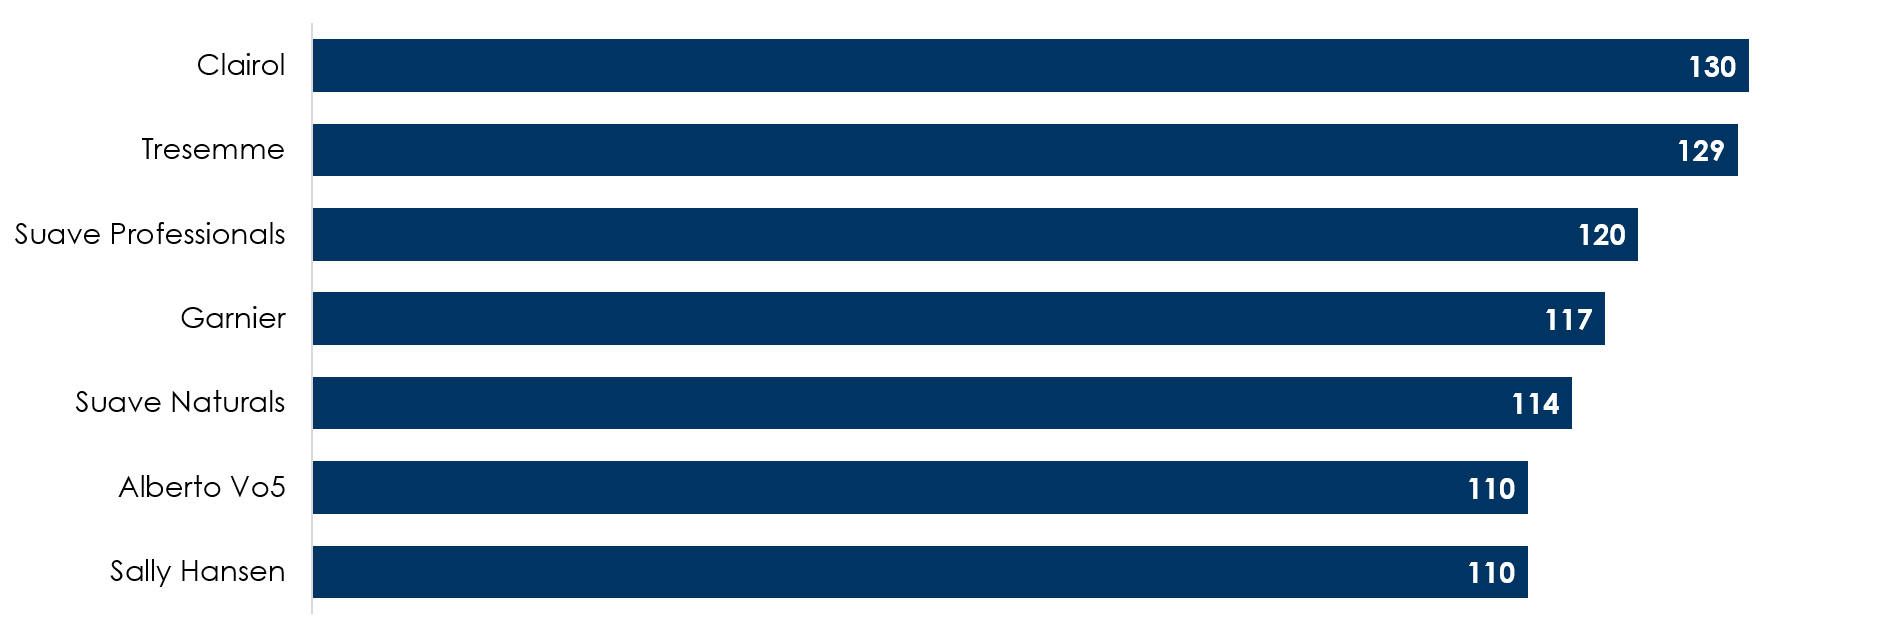 Clairol 130
Tresemme 129
Suave Professionals 120
Garnier 117
Suave Naturals 114
Alberto Vo5 110
Sally Hansen 110